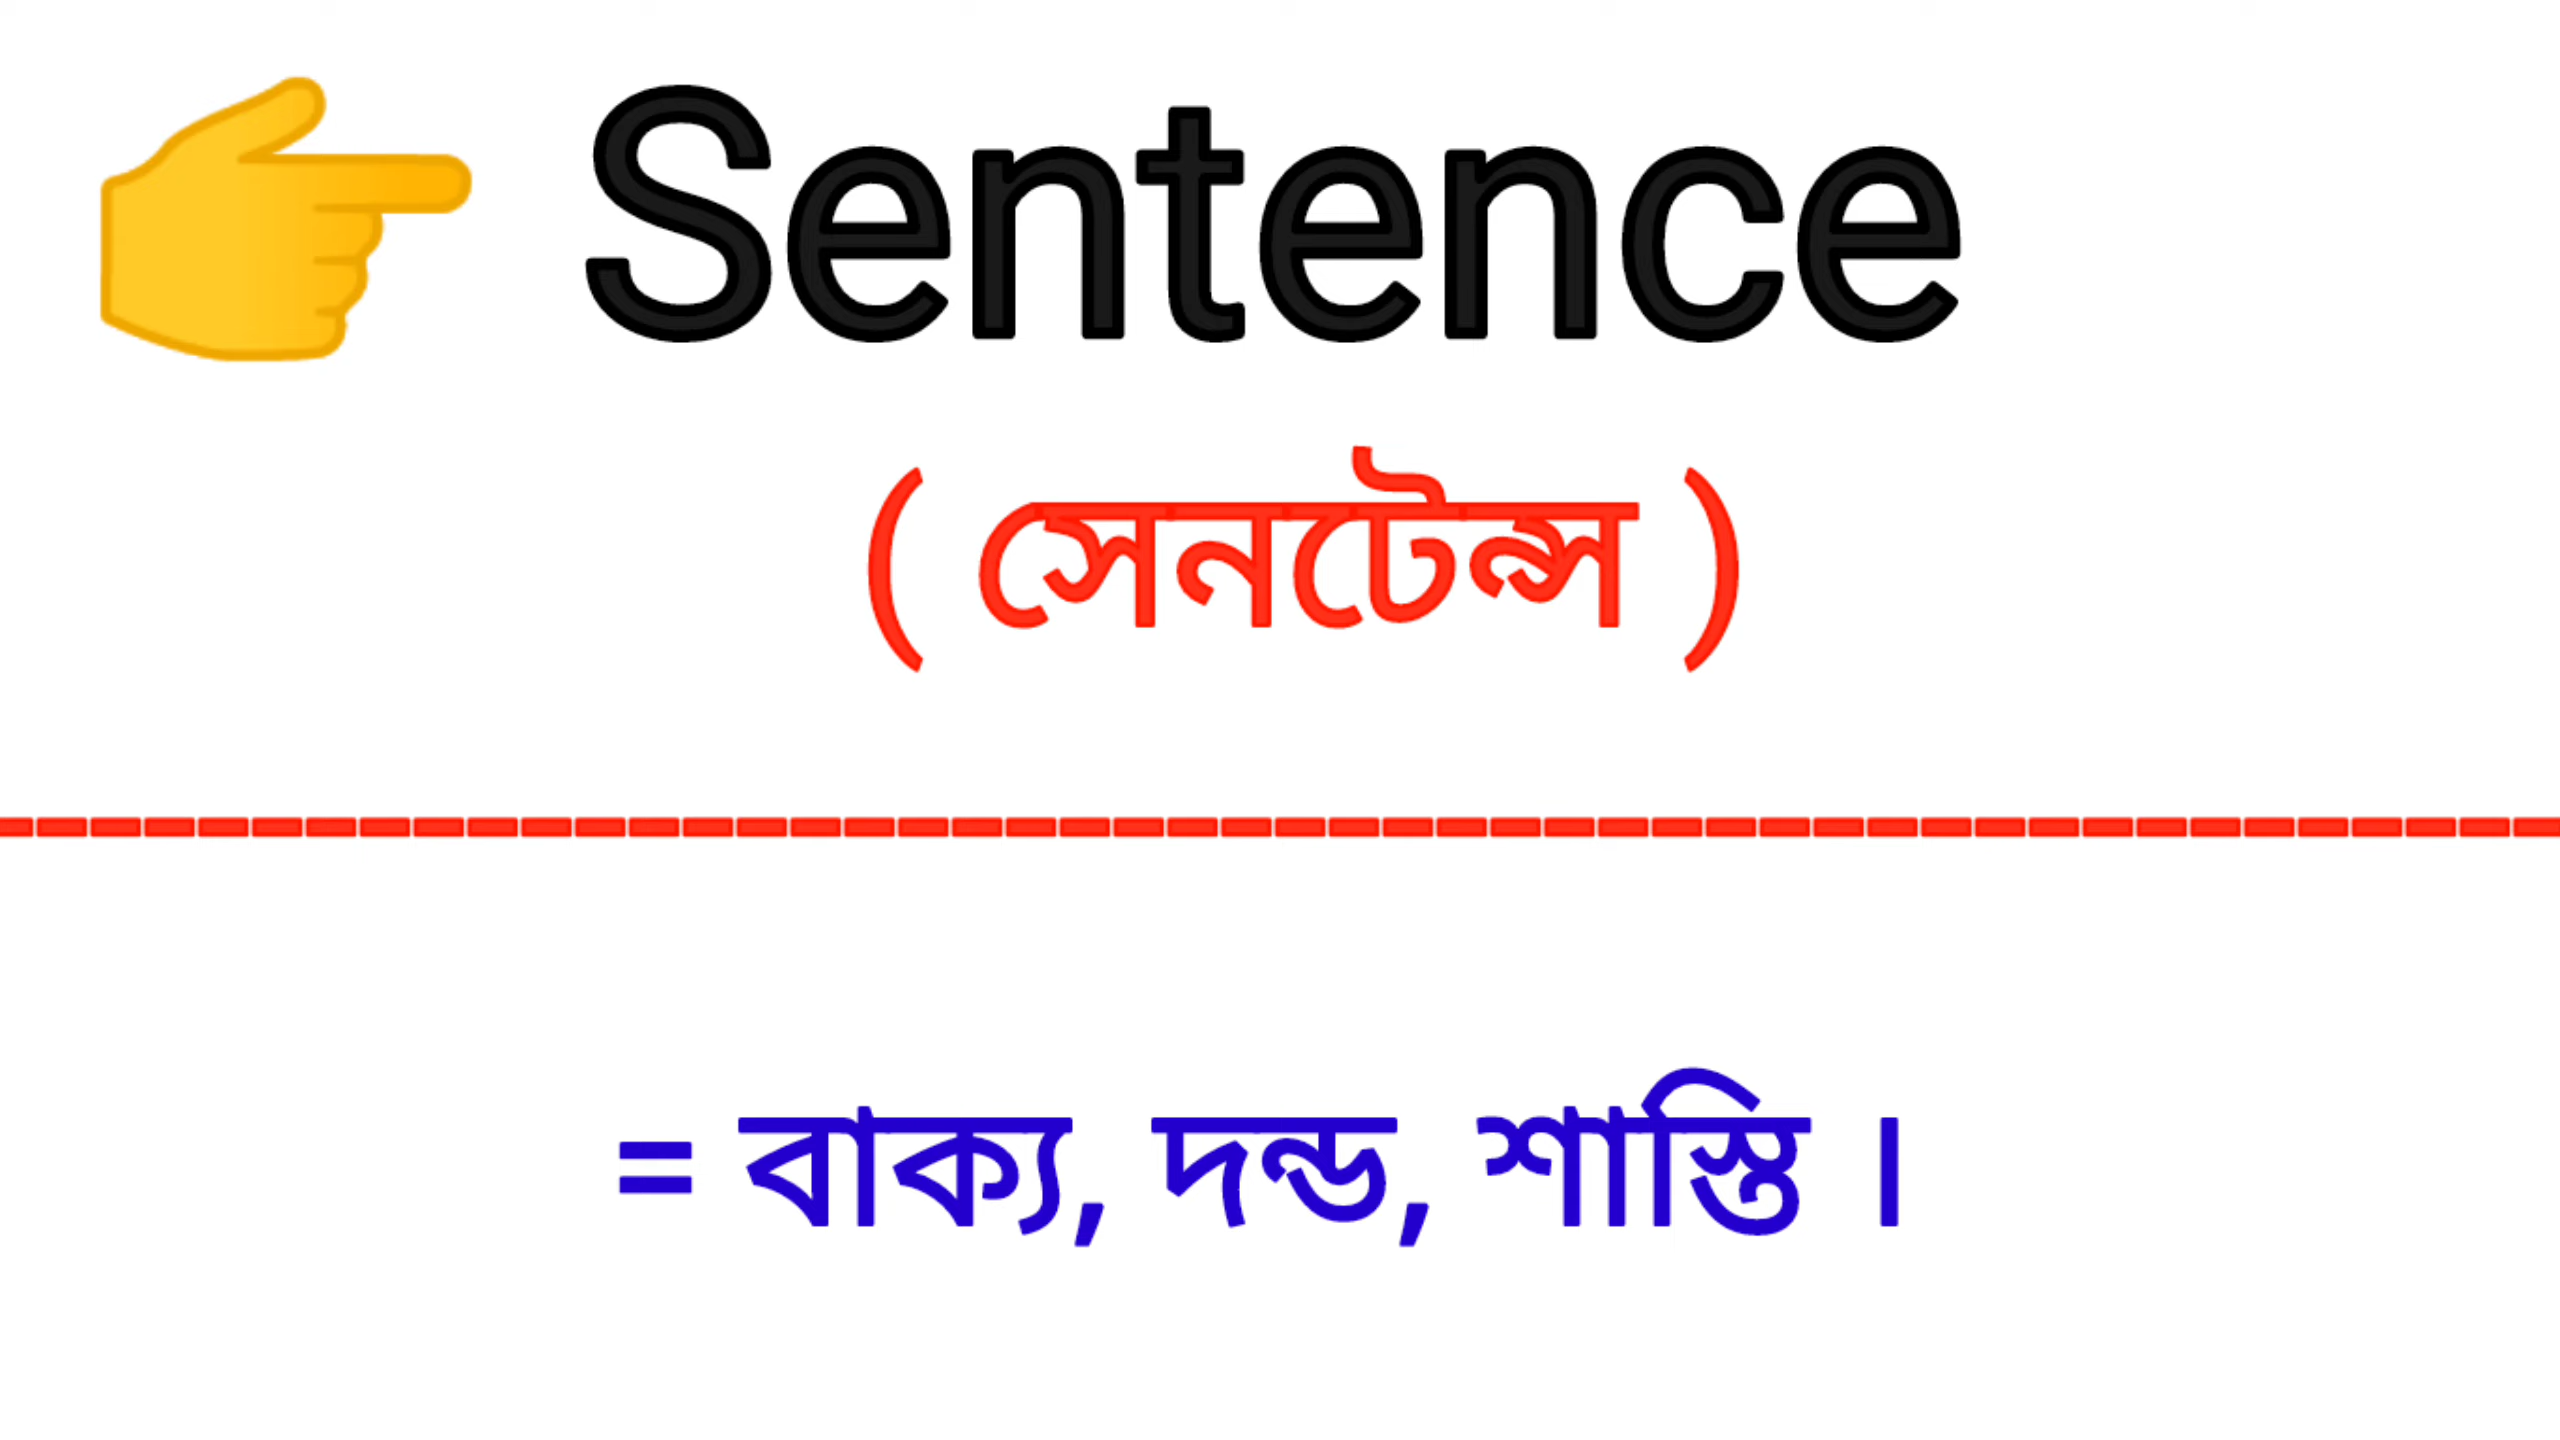 👉 Sentence
( সেনটেন্স )
= বাক্য, দন্ড, শাস্তি ।